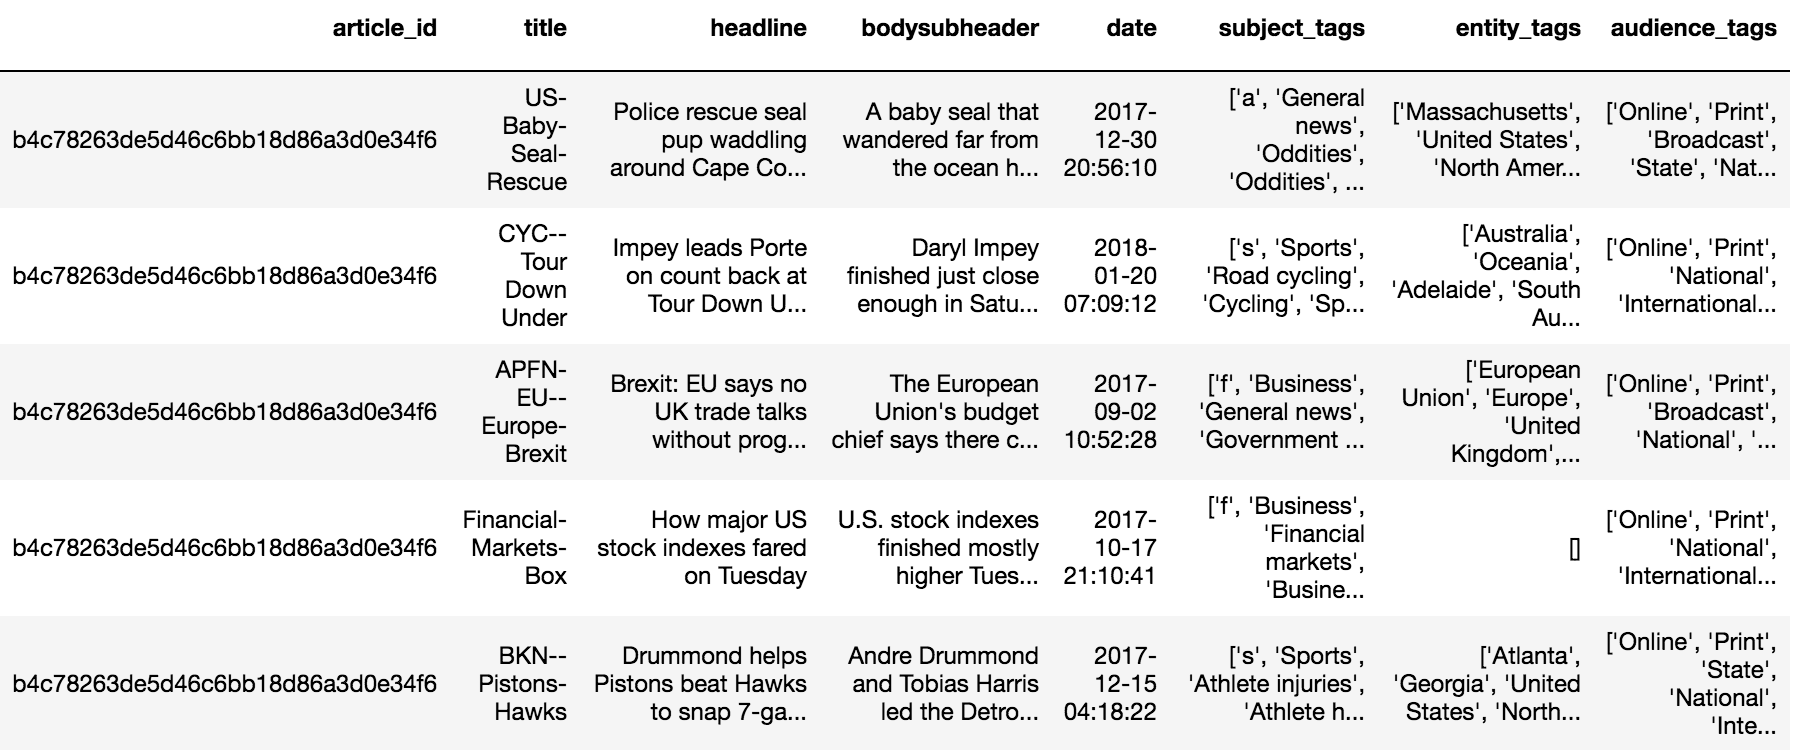 article_id title headline bodysubheader date subject_tags entity_tags audience_tags
b4c78263de5d46c6bb18d86a3d0e34f6
US-
Baby-
Seal-
Rescue
Police rescue seal
pup waddling
around Cape Co...
A baby seal that
wandered far from
the ocean h...
2017-
12-30
20:56:10
['a', 'General
news',
'Oddities',
'Oddities', ...
['Massachusetts',
'United States',
'North Amer...
['Online', 'Print',
'Broadcast',
'State', 'Nat...
b4c78263de5d46c6bb18d86a3d0e34f6
CYC--
Tour
Down
Under
Impey leads Porte
on count back at
Tour Down U...
Daryl Impey
finished just close
enough in Satu...
2018-
01-20
07:09:12
['s', 'Sports',
'Road cycling',
'Cycling', 'Sp...
['Australia',
'Oceania',
'Adelaide', 'South
Au...
['Online', 'Print',
'National',
'International...
b4c78263de5d46c6bb18d86a3d0e34f6
APFN-
EU--
Europe-
Brexit
Brexit: EU says no
UK trade talks
without prog...
The European
Union's budget
chief says there c...
2017-
09-02
10:52:28
['f', 'Business',
'General news',
'Government ...
['European
Union', 'Europe',
'United
Kingdom',...
['Online', 'Print',
'Broadcast',
'National', '...
b4c78263de5d46c6bb18d86a3d0e34f6
Financial-
Markets-
Box
How major US
stock indexes fared
on Tuesday
U.S. stock indexes
finished mostly
higher Tues...
2017-
10-17
21:10:41
['f', 'Business',
'Financial
markets',
'Busine...
[]
['Online', 'Print',
'National',
'International...
b4c78263de5d46c6bb18d86a3d0e34f6
BKN--
Pistons-
Hawks
Drummond helps
Pistons beat Hawks
to snap 7-ga...
Andre Drummond
and Tobias Harris
led the Detro...
2017-
12-15
04:18:22
['s', 'Sports',
'Athlete injuries',
'Athlete h...
['Atlanta',
'Georgia', 'United
States', 'North...
['Online', 'Print',
'State',
'National',
'Inte...